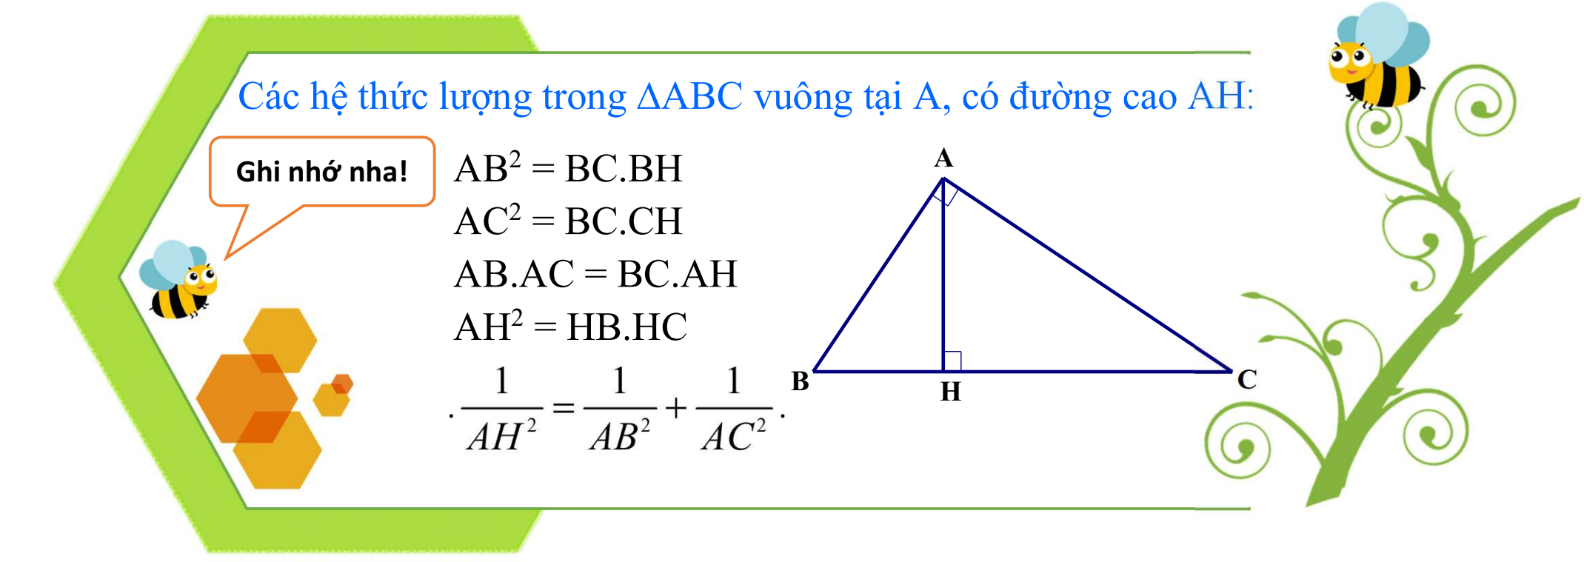 Các hệ thức lượng trong ΔABC vuông tại A, có đường cao AH:
Ghi nhớ nha!
AB² = BC.BH
AC² = BC.CH
AB.AC = BC.AH
AH² = HB.HC
. 1/AH² = 1/AB² + 1/AC² .
A
B
H
C